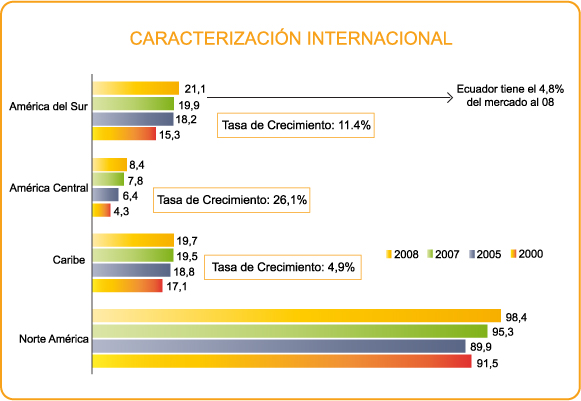 CARACTERIZACIÓN INTERNACIONAL
América del Sur
21,1
19,9
18,2
15,3
Ecuador tiene el 4,8%
del mercado al 08
Tasa de Crecimiento: 11.4%
América Central
8,4
7,8
6,4
4,3
Tasa de Crecimiento: 26,1%
Caribe
19,7
19,5
18,8
17,1
Tasa de Crecimiento: 4,9%
2008 2007 2005 2000
Norte América
98,4
95,3
89,9
91,5